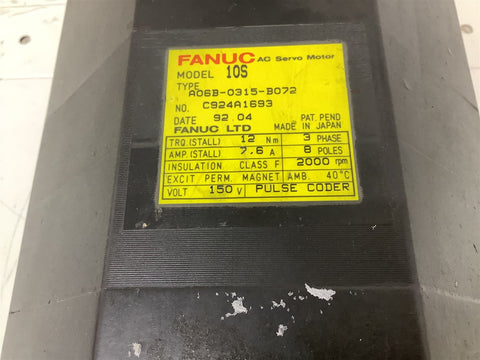 FANUC AC Servo Motor
MODEL 10S
TYPE A06B-0315-B072
NO. C924A1693
DATE 92.04 PAT. PEND
FANUC LTD MADE IN JAPAN
TRQ.(STALL) 12 Nm 3 PHASE
AMP.(STALL) 7.6 A 8 POLES
INSULATION CLASS F 2000 rpm
EXCIT PERM. MAGNET AMB. 40°C
VOLT 150 V PULSE CODER